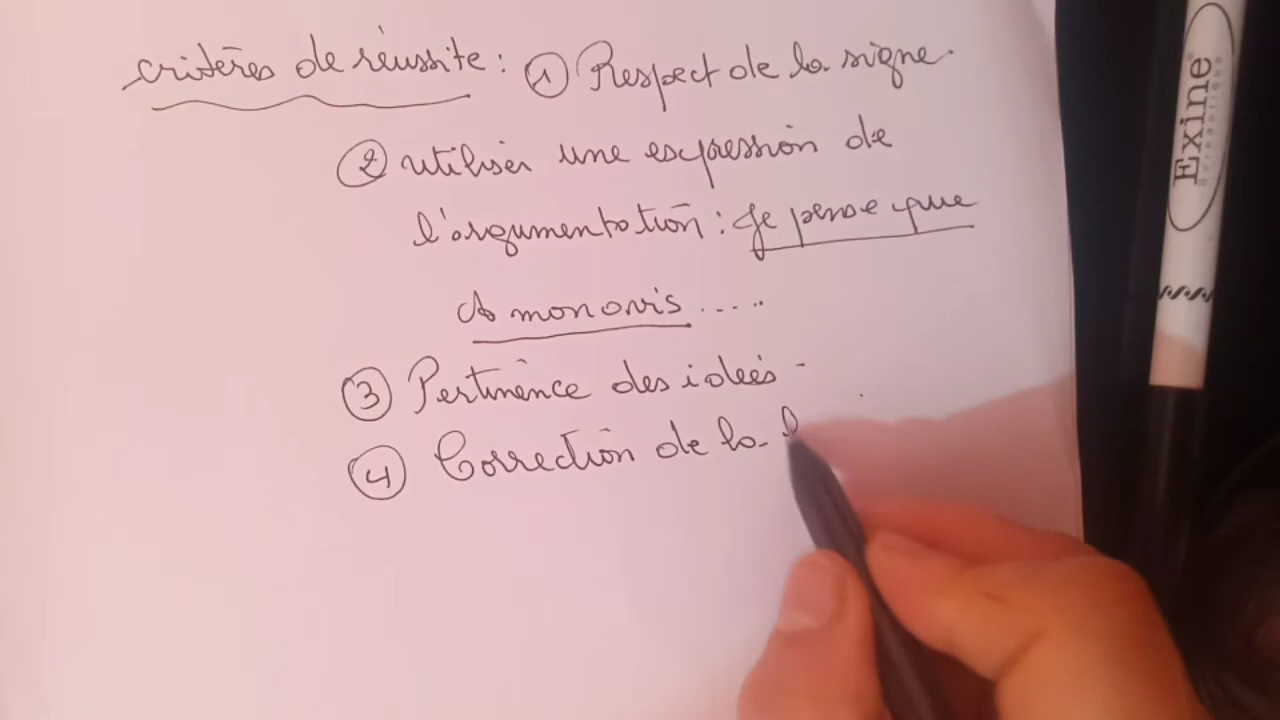 critères de réussite : ① Respect de la signe.
② utiliser une expression de
l'argumentation : Je pense que
A mon avis .....
③ Pertinence des idées -
④ Correction de la l
Exine